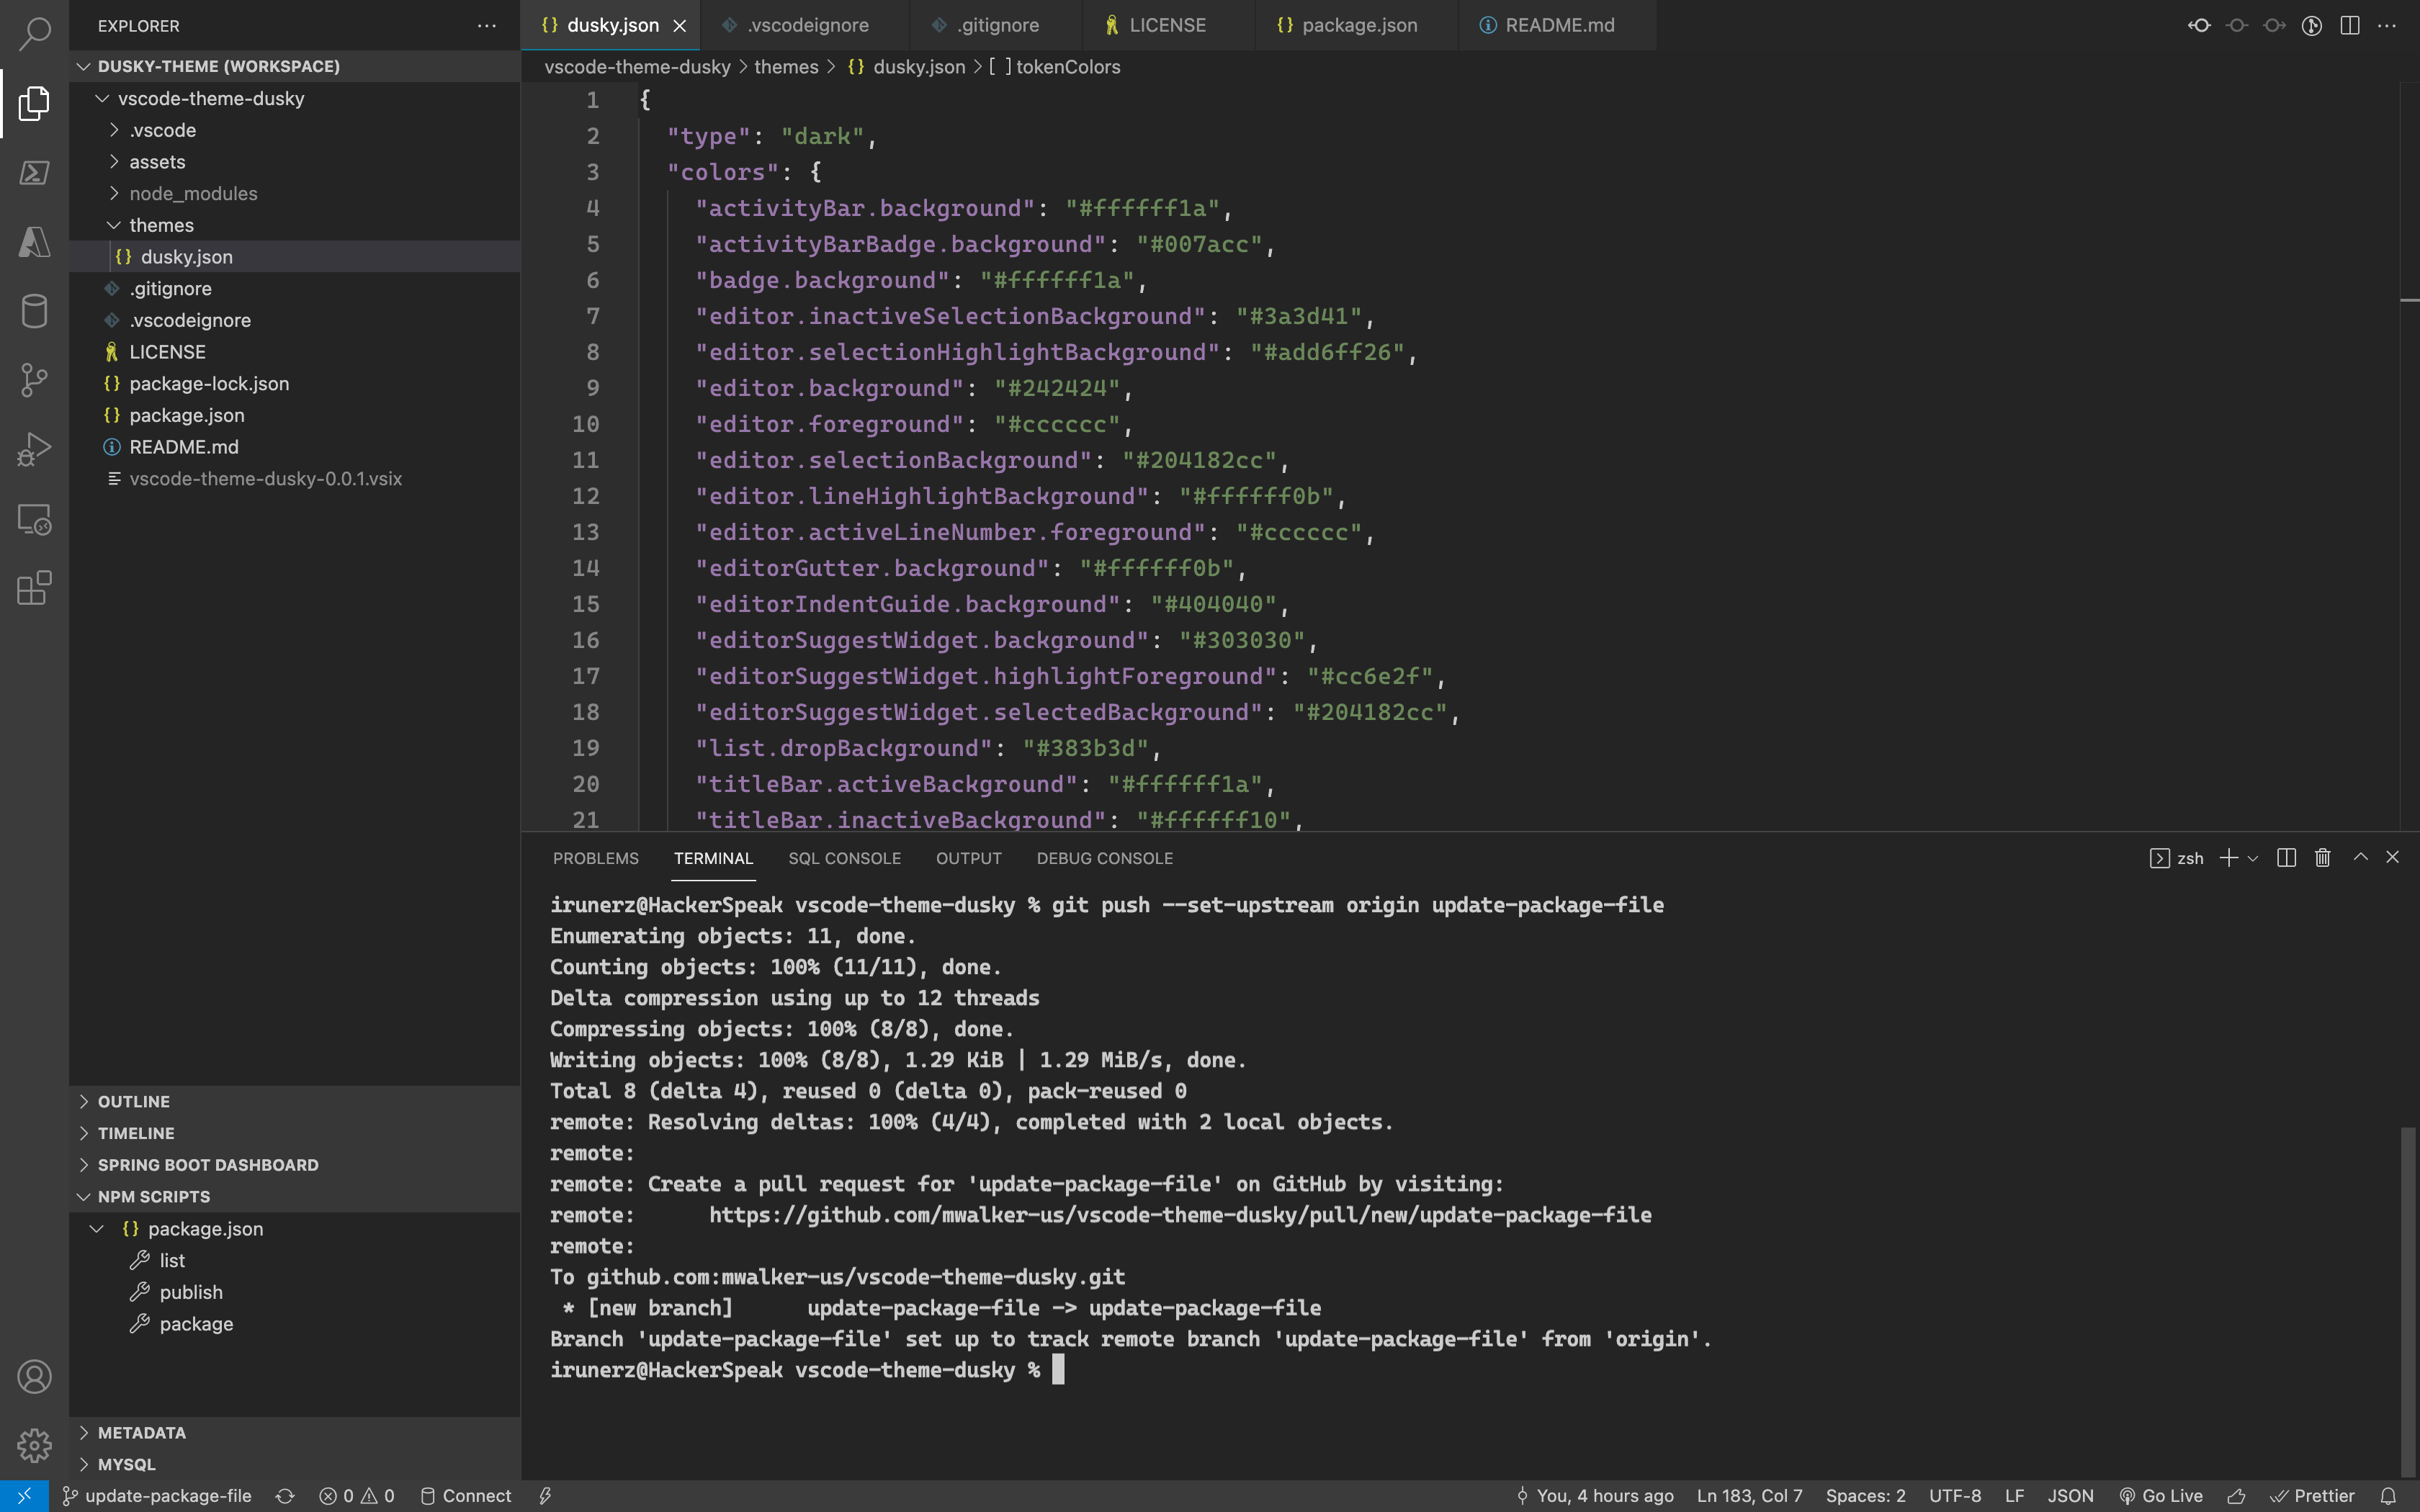 EXPLORER
DUSKY-THEME (WORKSPACE)
vscode-theme-dusky
.vscode
assets
node_modules
themes
{} dusky.json
.gitignore
.vscodeignore
LICENSE
{} package-lock.json
{} package.json
README.md
vscode-theme-dusky-0.0.1.vsix
OUTLINE
TIMELINE
SPRING BOOT DASHBOARD
NPM SCRIPTS
{} package.json
list
publish
package
METADATA
MYSQL
{} dusky.json .vscodeignore .gitignore LICENSE {} package.json README.md
vscode-theme-dusky > themes > {} dusky.json > [ ] tokenColors
1 {
2 "type": "dark",
3 "colors": {
4 "activityBar.background": "#ffffff1a",
5 "activityBarBadge.background": "#007acc",
6 "badge.background": "#ffffff1a",
7 "editor.inactiveSelectionBackground": "#3a3d41",
8 "editor.selectionHighlightBackground": "#add6ff26",
9 "editor.background": "#242424",
10 "editor.foreground": "#cccccc",
11 "editor.selectionBackground": "#204182cc",
12 "editor.lineHighlightBackground": "#ffffff0b",
13 "editor.activeLineNumber.foreground": "#cccccc",
14 "editorGutter.background": "#ffffff0b",
15 "editorIndentGuide.background": "#404040",
16 "editorSuggestWidget.background": "#303030",
17 "editorSuggestWidget.highlightForeground": "#cc6e2f",
18 "editorSuggestWidget.selectedBackground": "#204182cc",
19 "list.dropBackground": "#383b3d",
20 "titleBar.activeBackground": "#ffffff1a",
21 "titleBar.inactiveBackground": "#ffffff10",
PROBLEMS TERMINAL SQL CONSOLE OUTPUT DEBUG CONSOLE zsh
irunerz@HackerSpeak vscode-theme-dusky % git push --set-upstream origin update-package-file
Enumerating objects: 11, done.
Counting objects: 100% (11/11), done.
Delta compression using up to 12 threads
Compressing objects: 100% (8/8), done.
Writing objects: 100% (8/8), 1.29 KiB | 1.29 MiB/s, done.
Total 8 (delta 4), reused 0 (delta 0), pack-reused 0
remote: Resolving deltas: 100% (4/4), completed with 2 local objects.
remote:
remote: Create a pull request for 'update-package-file' on GitHub by visiting:
remote:      https://github.com/mwalker-us/vscode-theme-dusky/pull/new/update-package-file
remote:
To github.com:mwalker-us/vscode-theme-dusky.git
 * [new branch]      update-package-file -> update-package-file
Branch 'update-package-file' set up to track remote branch 'update-package-file' from 'origin'.
irunerz@HackerSpeak vscode-theme-dusky %
update-package-file 0 0 Connect You, 4 hours ago Ln 183, Col 7 Spaces: 2 UTF-8 LF JSON Go Live Prettier